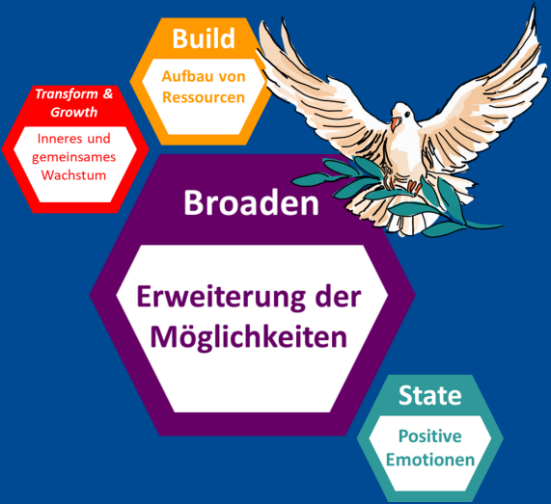 Build
Aufbau von
Ressourcen
Transform &
Growth
Inneres und
gemeinsames
Wachstum
Broaden
Erweiterung der
Möglichkeiten
State
Positive
Emotionen